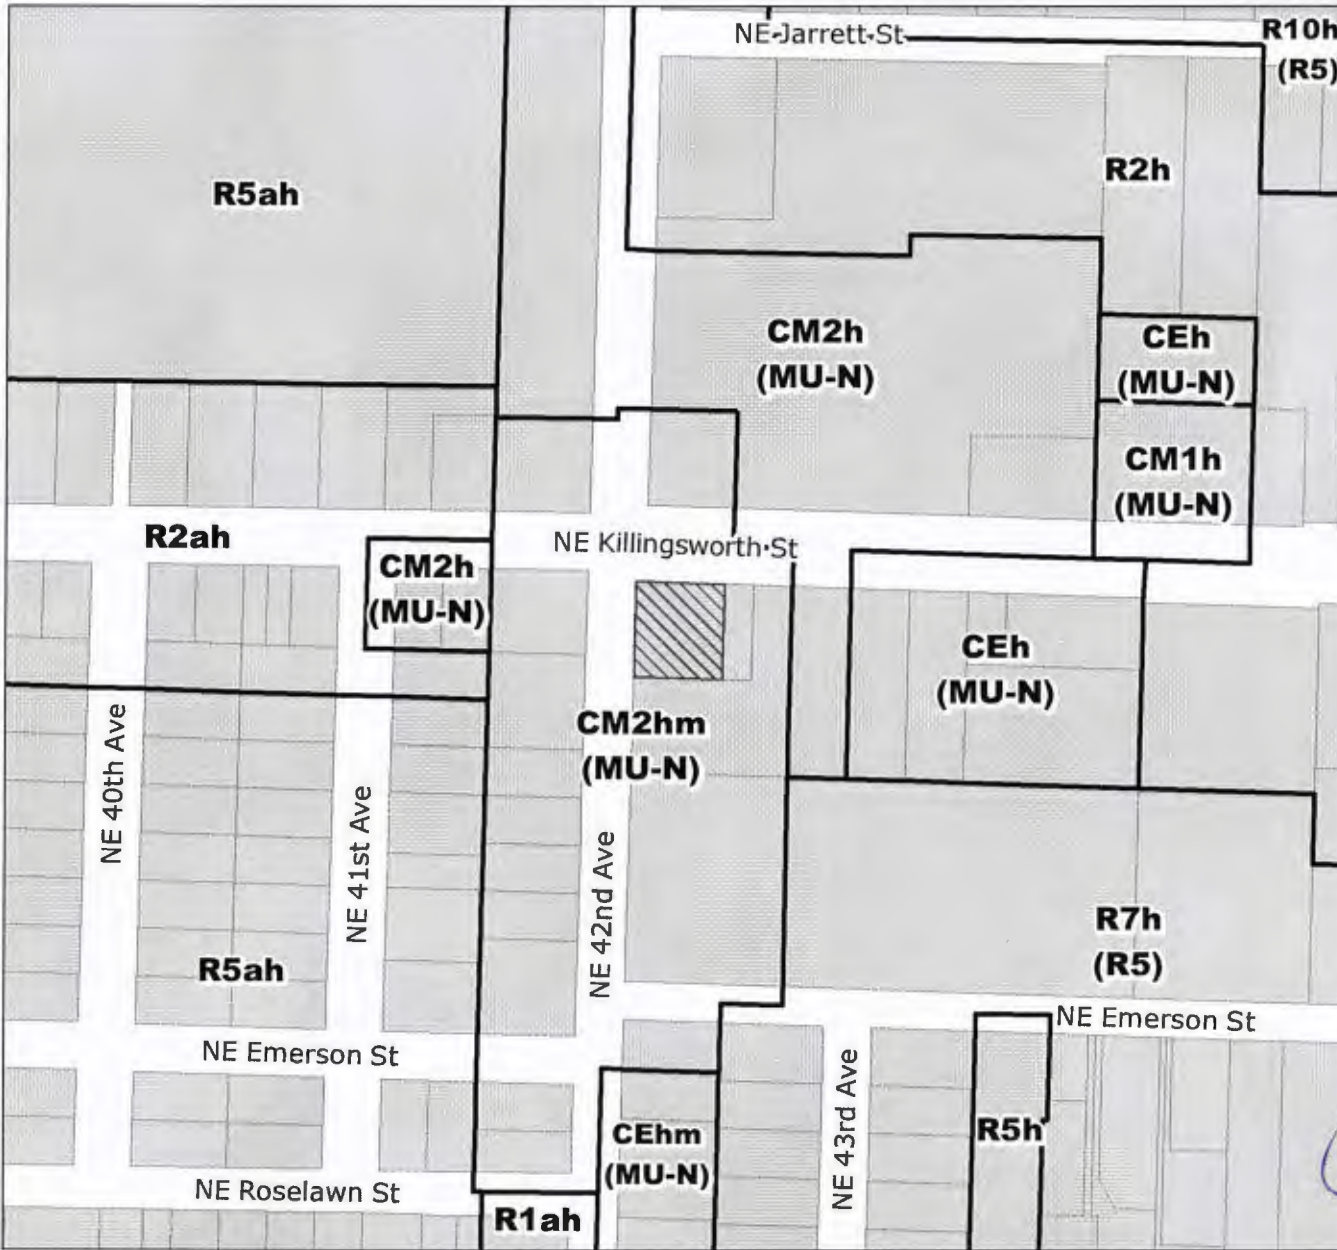 NE Jarrett St
R10h
(R5)
R5ah
R2h
CM2h
(MU-N)
CEh
(MU-N)
CM1h
(MU-N)
R2ah
CM2h
(MU-N)
NE Killingsworth St
CEh
(MU-N)
CM2hm
(MU-N)
NE 40th Ave
NE 41st Ave
NE 42nd Ave
R7h
(R5)
R5ah
NE Emerson St
NE Emerson St
NE 43rd Ave
R5h
CEhm
(MU-N)
NE Roselawn St
R1ah